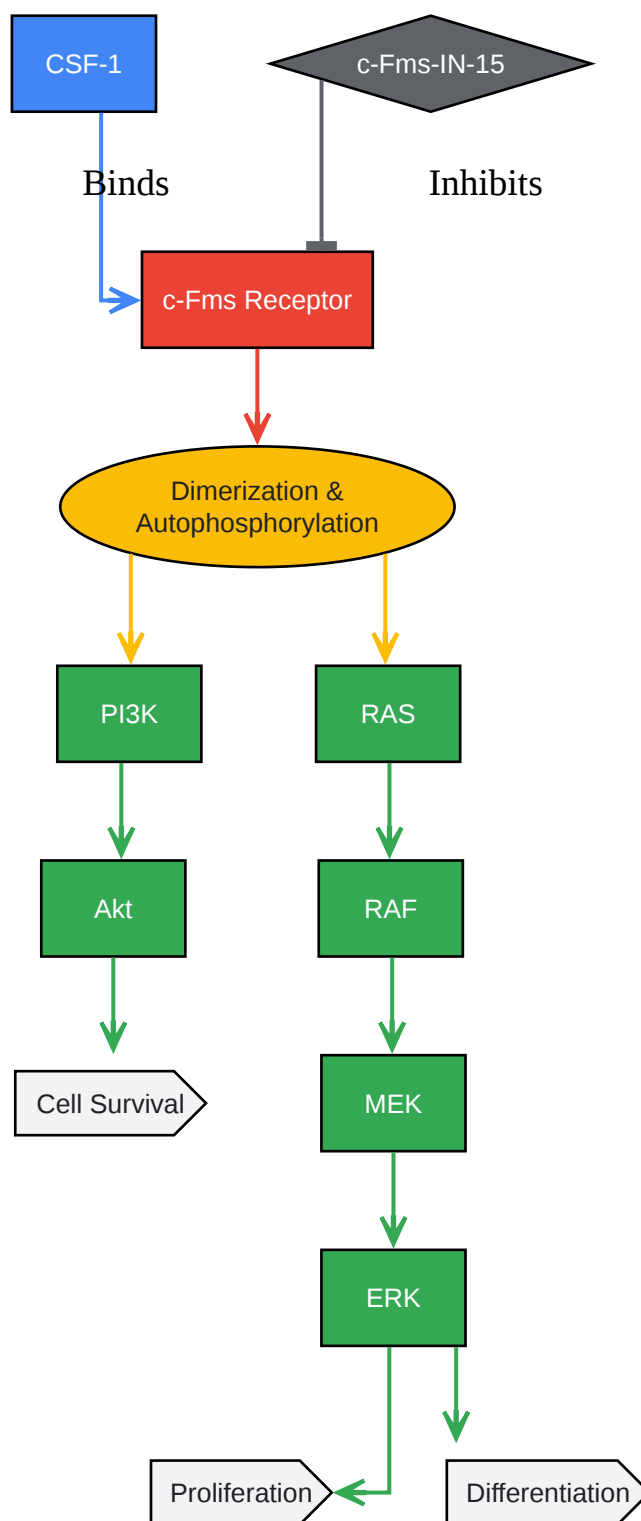 CSF-1
c-Fms-IN-15
Binds
Inhibits
c-Fms Receptor
Dimerization &
Autophosphorylation
PI3K
RAS
Akt
RAF
Cell Survival
MEK
ERK
Proliferation
Differentiation